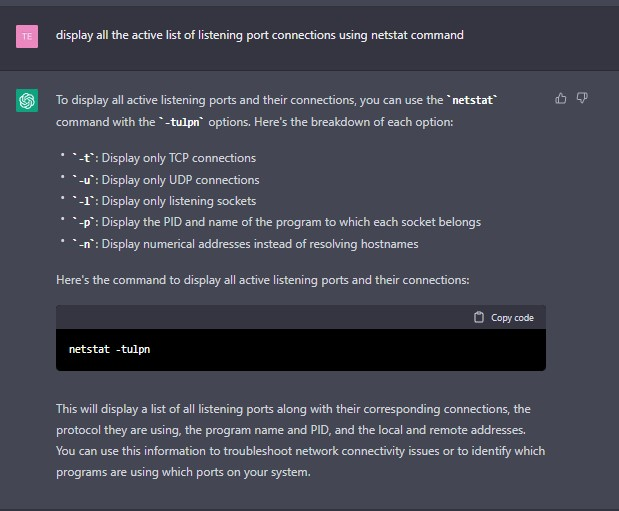 TE
display all the active list of listening port connections using netstat command
To display all active listening ports and their connections, you can use the `netstat`
command with the `-tulpn` options. Here's the breakdown of each option:
• `-t`: Display only TCP connections
• `-u`: Display only UDP connections
• `-l`: Display only listening sockets
• `-p`: Display the PID and name of the program to which each socket belongs
• `-n`: Display numerical addresses instead of resolving hostnames
Here's the command to display all active listening ports and their connections:
Copy code
netstat -tulpn
This will display a list of all listening ports along with their corresponding connections, the
protocol they are using, the program name and PID, and the local and remote addresses.
You can use this information to troubleshoot network connectivity issues or to identify which
programs are using which ports on your system.